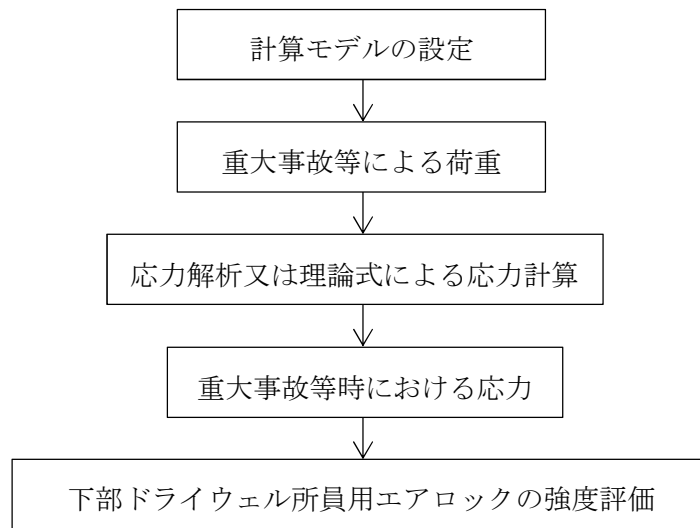 計算モデルの設定
重大事故等による荷重
応力解析又は理論式による応力計算
重大事故等時における応力
下部ドライウェル所員用エアロックの強度評価